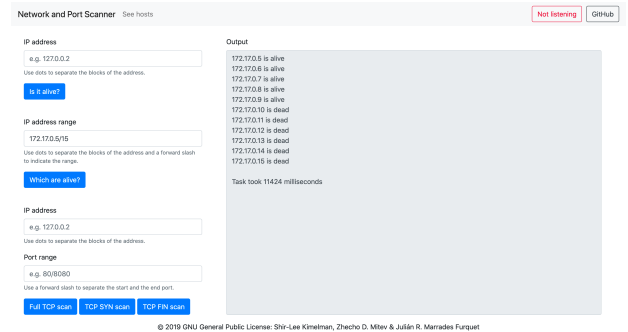 Network and Port Scanner See hosts Not listening GitHub
IP address
e.g. 127.0.0.2
Use dots to separate the blocks of the address.
Is it alive?
IP address range
172.17.0.5/15
Use dots to separate the blocks of the address and a forward slash
to indicate the range.
Which are alive?
IP address
e.g. 127.0.0.2
Use dots to separate the blocks of the address.
Port range
e.g. 80/8080
Use a forward slash to separate the start and the end port.
Full TCP scan TCP SYN scan TCP FIN scan
Output
172.17.0.5 is alive
172.17.0.6 is alive
172.17.0.7 is alive
172.17.0.8 is alive
172.17.0.9 is alive
172.17.0.10 is dead
172.17.0.11 is dead
172.17.0.12 is dead
172.17.0.13 is dead
172.17.0.14 is dead
172.17.0.15 is dead
Task took 11424 milliseconds
© 2019 GNU General Public License: Shir-Lee Kimelman, Zhecho D. Mitev & Julián R. Marrades Furquet